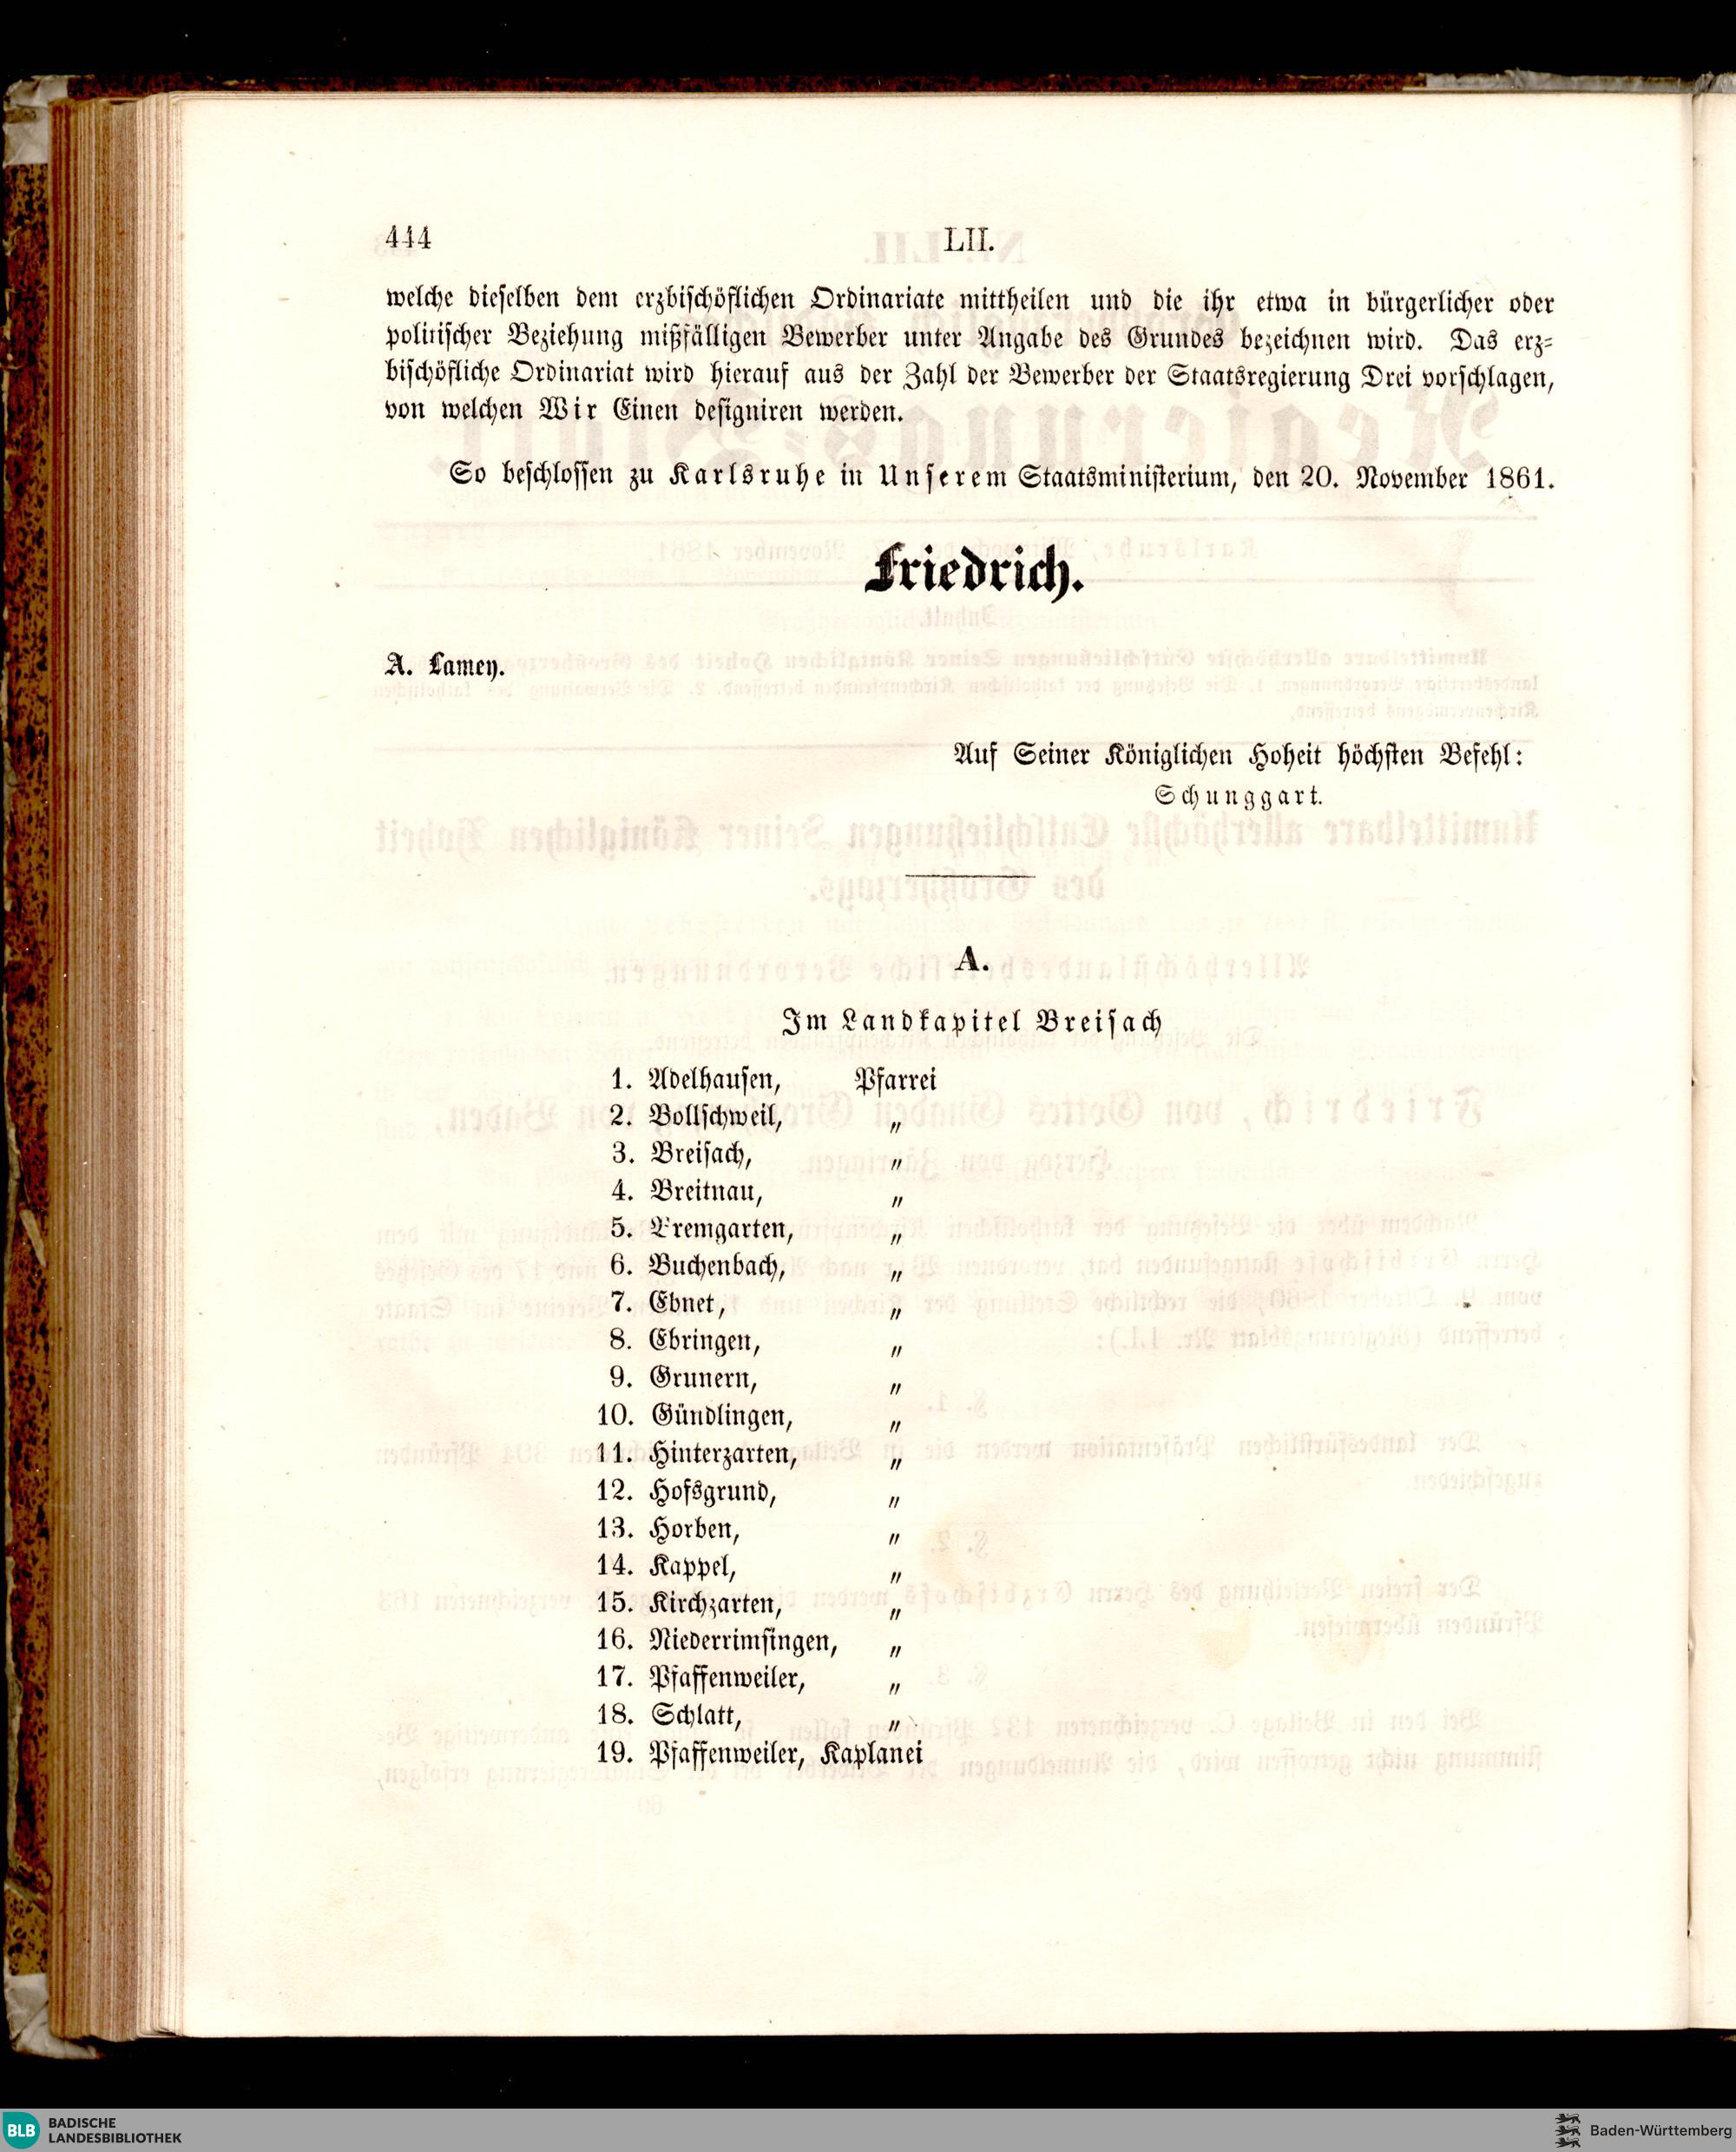 444
LII.
welche dieselben dem erzbischöflichen Ordinariate mittheilen und die ihr etwa in bürgerlicher oder
politischer Beziehung mißfälligen Bewerber unter Angabe des Grundes bezeichnen wird. Das erz-
bischöfliche Ordinariat wird hierauf aus der Zahl der Bewerber der Staatsregierung Drei vorschlagen,
von welchen Wir Einen designiren werden.
So beschlossen zu Karlsruhe in Unserem Staatsministerium, den 20. November 1861.
Friedrich.
A. Lamey.
Auf Seiner Königlichen Hoheit höchsten Befehl:
Schunggart.
A.
Im Landkapitel Breisach
1. Adelhausen, Pfarrei
2. Bollschweil, „
3. Breisach, „
4. Breitnau, „
5. Bremgarten, „
6. Buchenbach, „
7. Ebnet, „
8. Ebringen, „
9. Grunern, „
10. Gündlingen, „
11. Hinterzarten, „
12. Hofsgrund, „
13. Horben, „
14. Kappel, „
15. Kirchzarten, „
16. Niederrimsingen, „
17. Pfaffenweiler, „
18. Schlatt, „
19. Pfaffenweiler, Kaplanei
BLB BADISCHE
LANDESBIBLIOTHEK
Baden-Württemberg